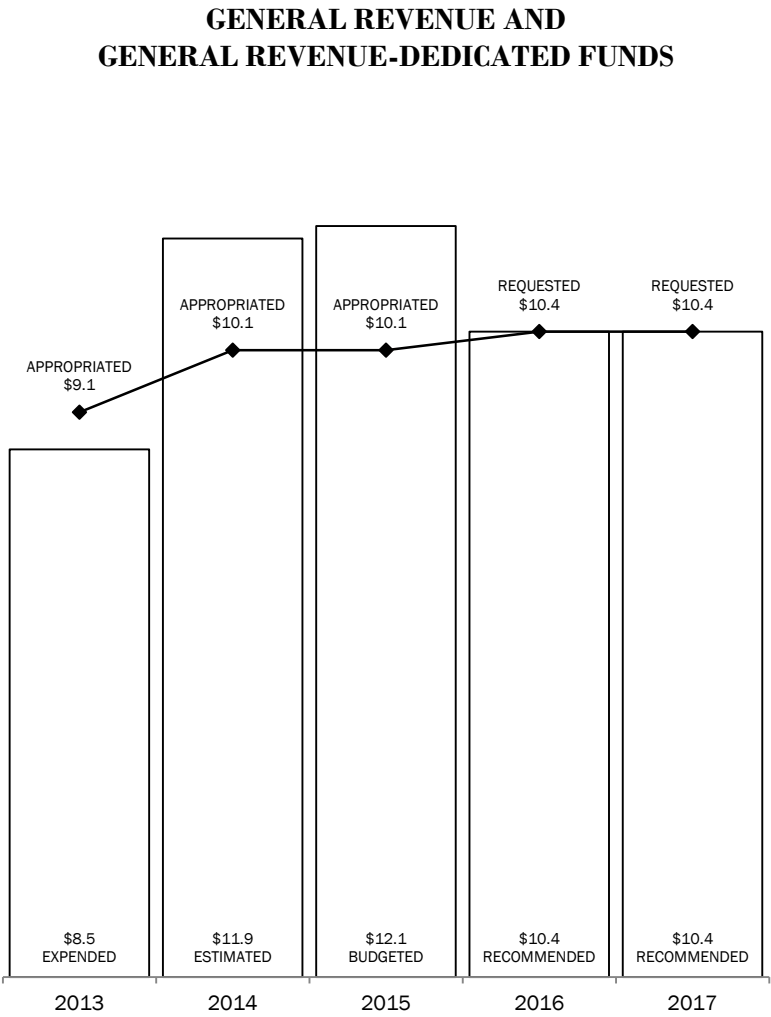 GENERAL REVENUE AND
GENERAL REVENUE-DEDICATED FUNDS
REQUESTED
$10.4
REQUESTED
$10.4
APPROPRIATED
$10.1
APPROPRIATED
$10.1
APPROPRIATED
$9.1
$8.5
EXPENDED
$11.9
ESTIMATED
$12.1
BUDGETED
$10.4
RECOMMENDED
$10.4
RECOMMENDED
2013
2014
2015
2016
2017